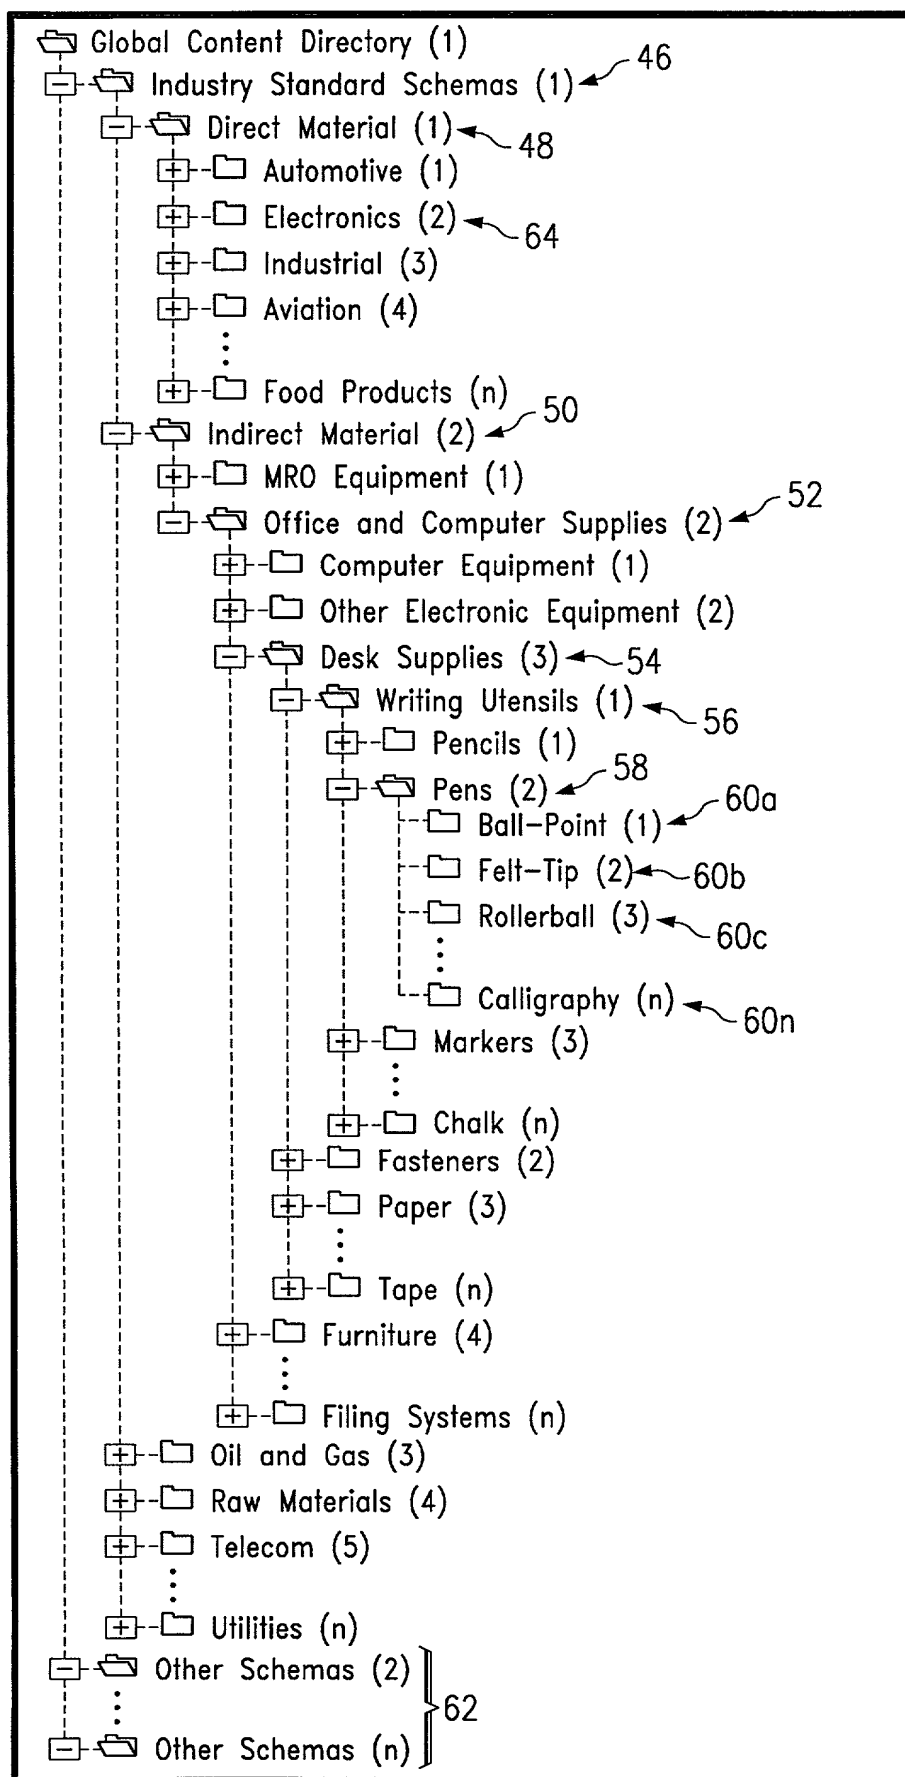 Global Content Directory (1)
46
Industry Standard Schemas (1)
Direct Material (1)
48
Automotive (1)
Electronics (2)
64
Industrial (3)
Aviation (4)
Food Products (n)
50
Indirect Material (2)
MRO Equipment (1)
52
Office and Computer Supplies (2)
Computer Equipment (1)
Other Electronic Equipment (2)
Desk Supplies (3)
54
Writing Utensils (1)
56
Pencils (1)
58
Pens (2)
60a
Ball-Point (1)
Felt-Tip (2)
60b
Rollerball (3)
60c
Calligraphy (n)
60n
Markers (3)
Chalk (n)
Fasteners (2)
Paper (3)
Tape (n)
Furniture (4)
Filing Systems (n)
Oil and Gas (3)
Raw Materials (4)
Telecom (5)
Utilities (n)
Other Schemas (2)
62
Other Schemas (n)